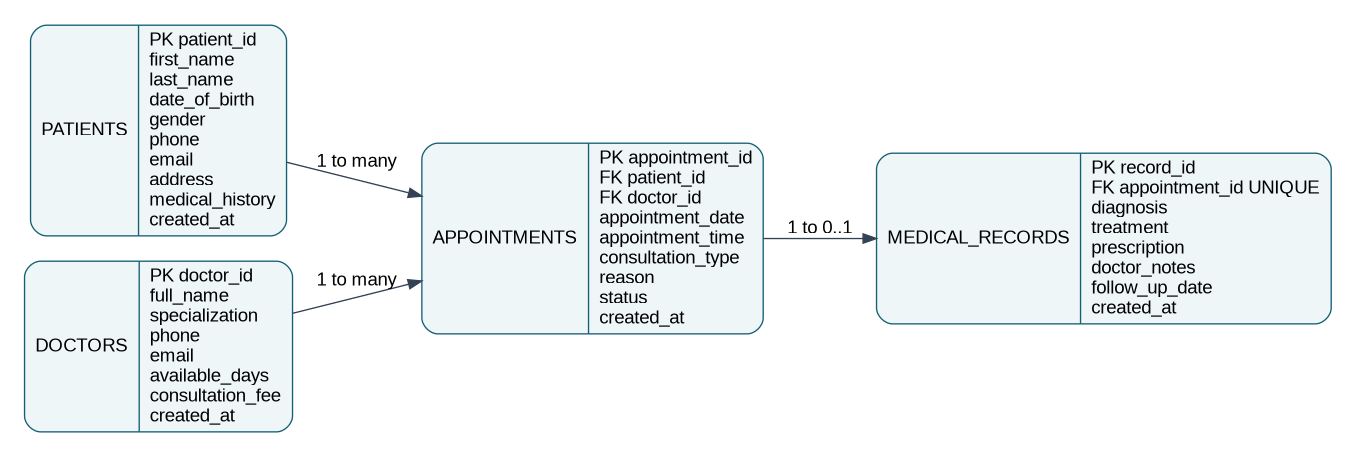 PATIENTS
PK patient_id
first_name
last_name
date_of_birth
gender
phone
email
address
medical_history
created_at
1 to many
DOCTORS
PK doctor_id
full_name
specialization
phone
email
available_days
consultation_fee
created_at
1 to many
APPOINTMENTS
PK appointment_id
FK patient_id
FK doctor_id
appointment_date
appointment_time
consultation_type
reason
status
created_at
1 to 0..1
MEDICAL_RECORDS
PK record_id
FK appointment_id UNIQUE
diagnosis
treatment
prescription
doctor_notes
follow_up_date
created_at